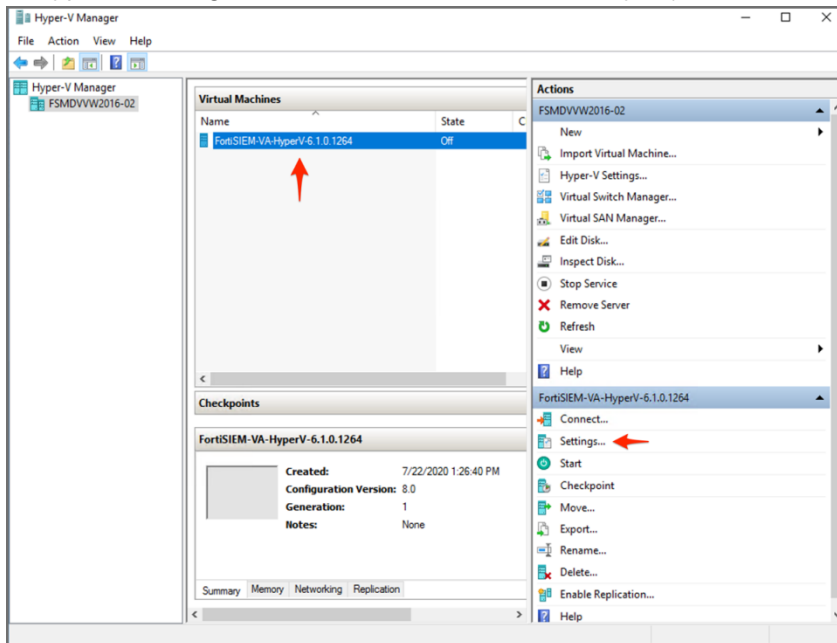 Hyper-V Manager
File Action View Help
Hyper-V Manager
FSMDVVW2016-02
Virtual Machines
Name State C
FortiSIEM-VA-HyperV-6.1.0.1264 Off
Checkpoints
FortiSIEM-VA-HyperV-6.1.0.1264
Created: 7/22/2020 1:26:40 PM
Configuration Version: 8.0
Generation: 1
Notes: None
Summary Memory Networking Replication
Actions
FSMDVVW2016-02
New
Import Virtual Machine...
Hyper-V Settings...
Virtual Switch Manager...
Virtual SAN Manager...
Edit Disk...
Inspect Disk...
Stop Service
Remove Server
Refresh
View
Help
FortiSIEM-VA-HyperV-6.1.0.1264
Connect...
Settings...
Start
Checkpoint
Move...
Export...
Rename...
Delete...
Enable Replication...
Help